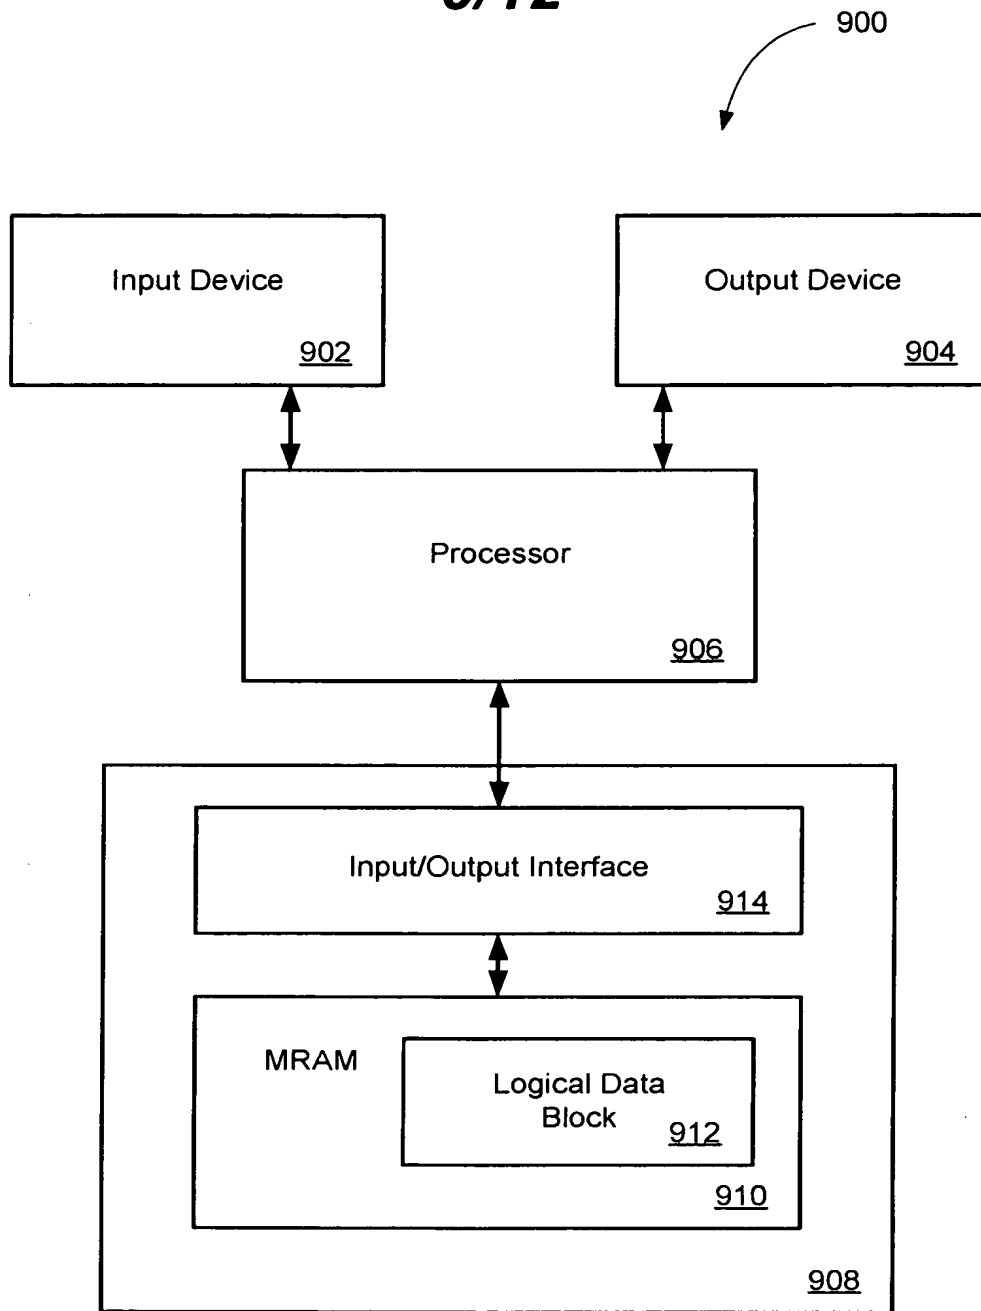 900
Input Device
902
Output Device
904
Processor
906
Input/Output Interface
914
MRAM
Logical Data
Block
912
910
908